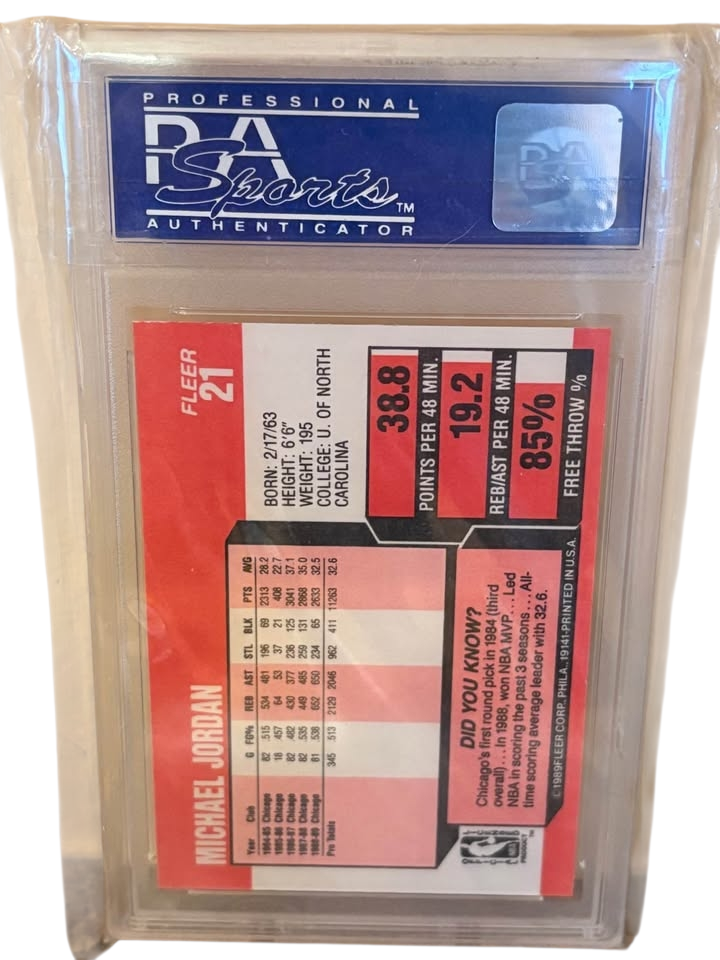 PROFESSIONAL
PSA
Sports™
AUTHENTICATOR
PSA
FLEER
21
MICHAEL JORDAN
BORN: 2/17/63
HEIGHT: 6'6"
WEIGHT: 195
COLLEGE: U. OF NORTH
CAROLINA
Year Club G FG% REB AST STL BLK PTS AVG
1984-85 Chicago 82 .515 534 481 196 69 2313 28.2
1985-86 Chicago 18 .457 64 53 37 21 408 22.7
1986-87 Chicago 82 .482 430 377 236 125 3041 37.1
1987-88 Chicago 82 .535 449 485 259 131 2868 35.0
1988-89 Chicago 81 .538 652 650 234 65 2633 32.5
Pro Totals 345 .513 2129 2046 962 411 11263 32.6
38.8
POINTS PER 48 MIN.
19.2
REB/AST PER 48 MIN.
85%
FREE THROW %
DID YOU KNOW?
Chicago's first round pick in 1984 (third
overall) . . . In 1988, won NBA MVP . . . Led
NBA in scoring the past 3 seasons . . . All-
time scoring average leader with 32.6.
OFFICIAL
NBA
LICENSED
PRODUCT™
©1989 FLEER CORP., PHILA., 19141-PRINTED IN U.S.A.